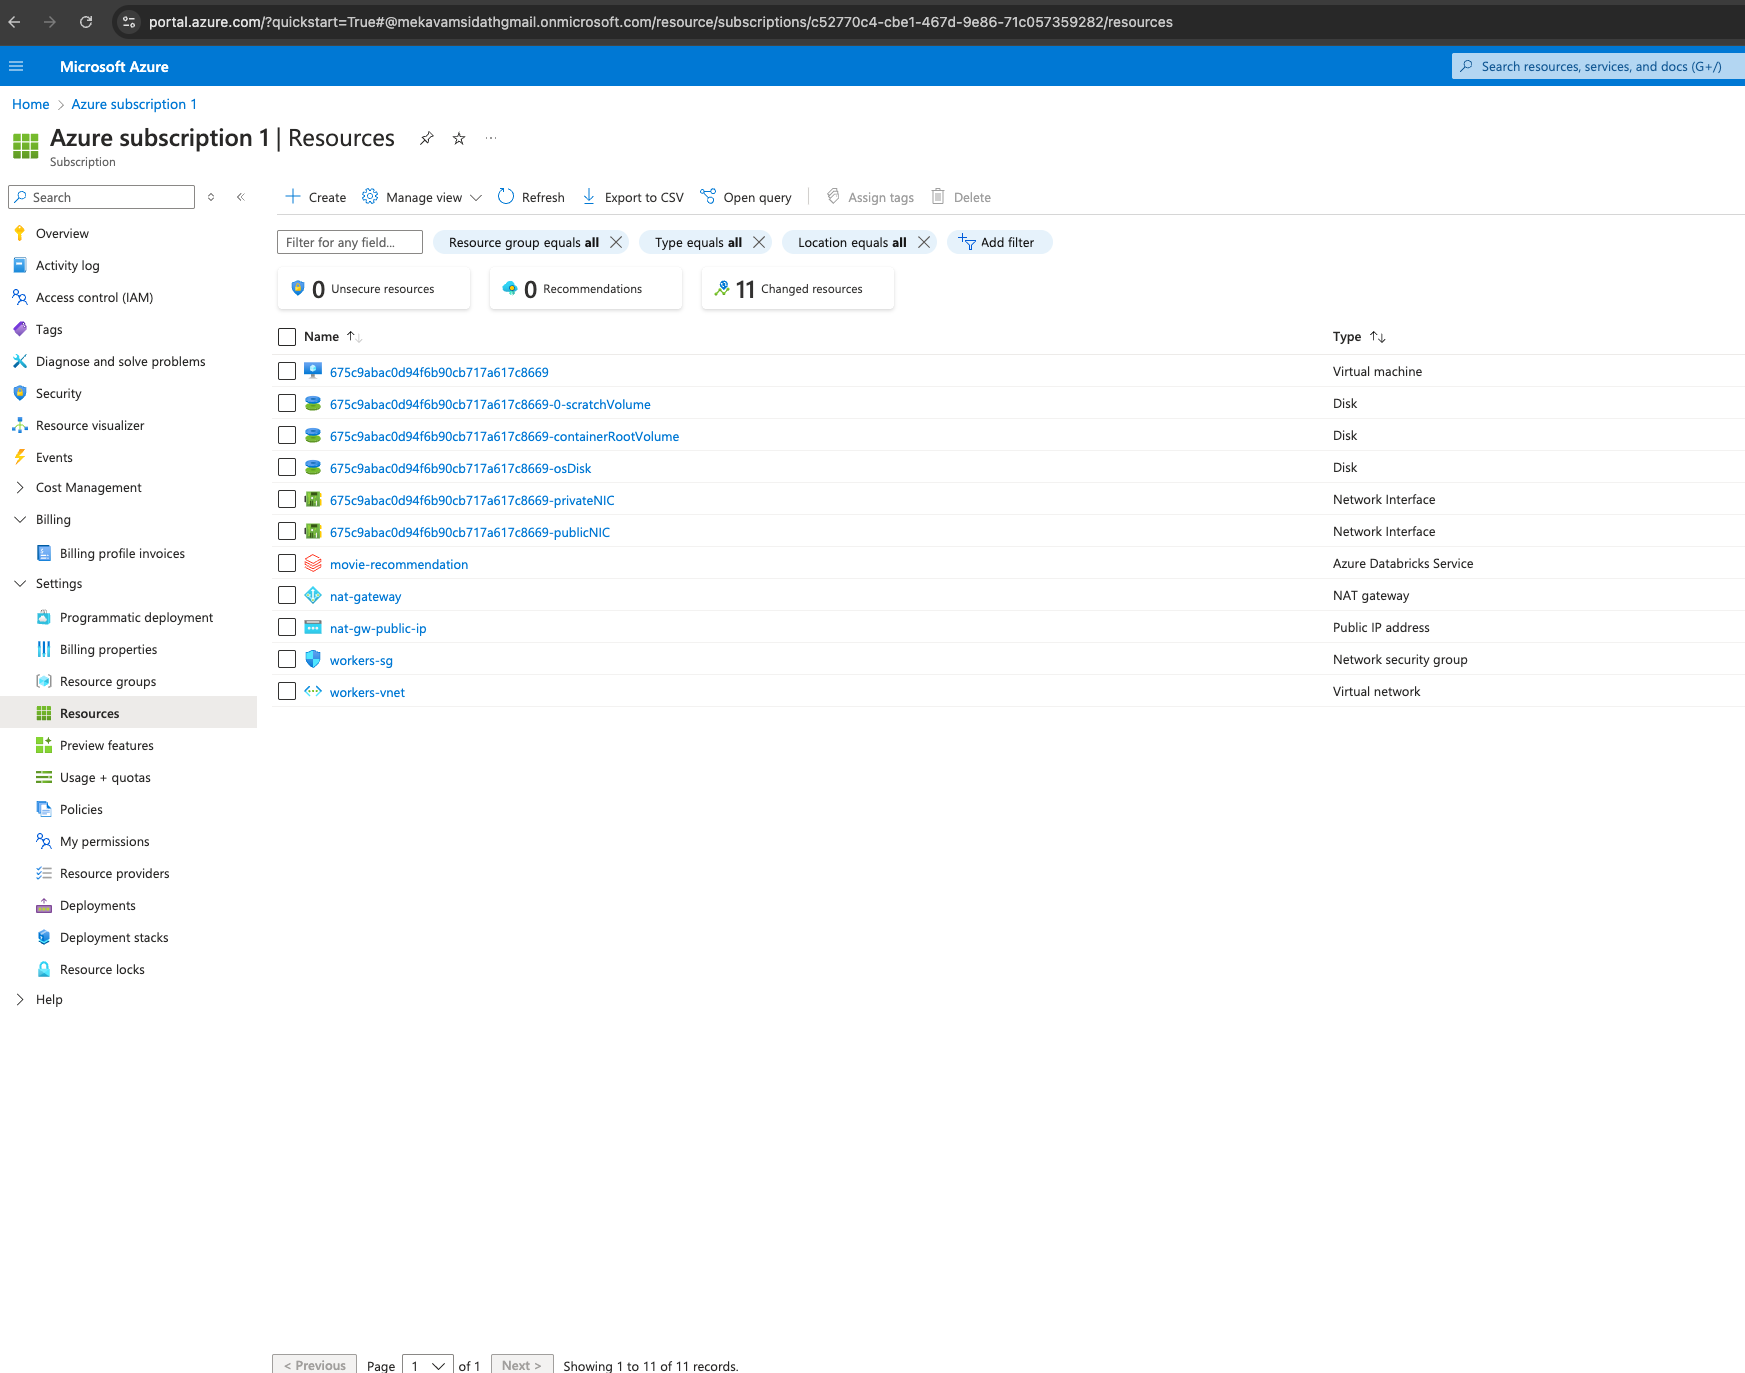 portal.azure.com/?quickstart=True#@mekavamsidathgmail.onmicrosoft.com/resource/subscriptions/c52770c4-cbe1-467d-9e86-71c057359282/resources
Microsoft Azure
Search resources, services, and docs (G+/)
Home > Azure subscription 1
Azure subscription 1 | Resources
Subscription
Search
Create Manage view Refresh Export to CSV Open query Assign tags Delete
Overview
Activity log
Access control (IAM)
Tags
Diagnose and solve problems
Security
Resource visualizer
Events
Cost Management
Billing
Billing profile invoices
Settings
Programmatic deployment
Billing properties
Resource groups
Resources
Preview features
Usage + quotas
Policies
My permissions
Resource providers
Deployments
Deployment stacks
Resource locks
Help
Filter for any field... Resource group equals all Type equals all Location equals all Add filter
0 Unsecure resources 0 Recommendations 11 Changed resources
Name Type
675c9abac0d94f6b90cb717a617c8669 Virtual machine
675c9abac0d94f6b90cb717a617c8669-0-scratchVolume Disk
675c9abac0d94f6b90cb717a617c8669-containerRootVolume Disk
675c9abac0d94f6b90cb717a617c8669-osDisk Disk
675c9abac0d94f6b90cb717a617c8669-privateNIC Network Interface
675c9abac0d94f6b90cb717a617c8669-publicNIC Network Interface
movie-recommendation Azure Databricks Service
nat-gateway NAT gateway
nat-gw-public-ip Public IP address
workers-sg Network security group
workers-vnet Virtual network
< Previous Page 1 of 1 Next > Showing 1 to 11 of 11 records.